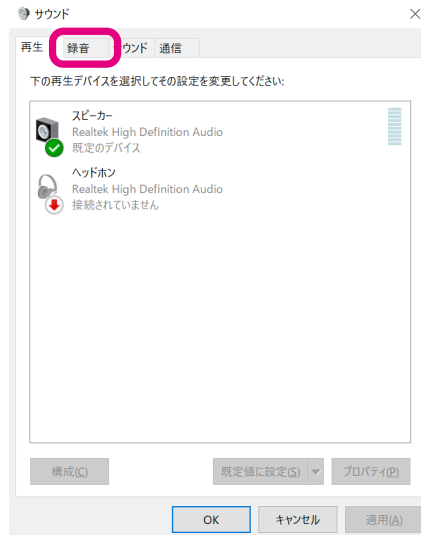 サウンド
再生 録音 サウンド 通信
下の再生デバイスを選択してその設定を変更してください:
スピーカー
Realtek High Definition Audio
既定のデバイス
ヘッドホン
Realtek High Definition Audio
接続されていません
構成(C) 既定値に設定(S) プロパティ(P)
OK キャンセル 適用(A)